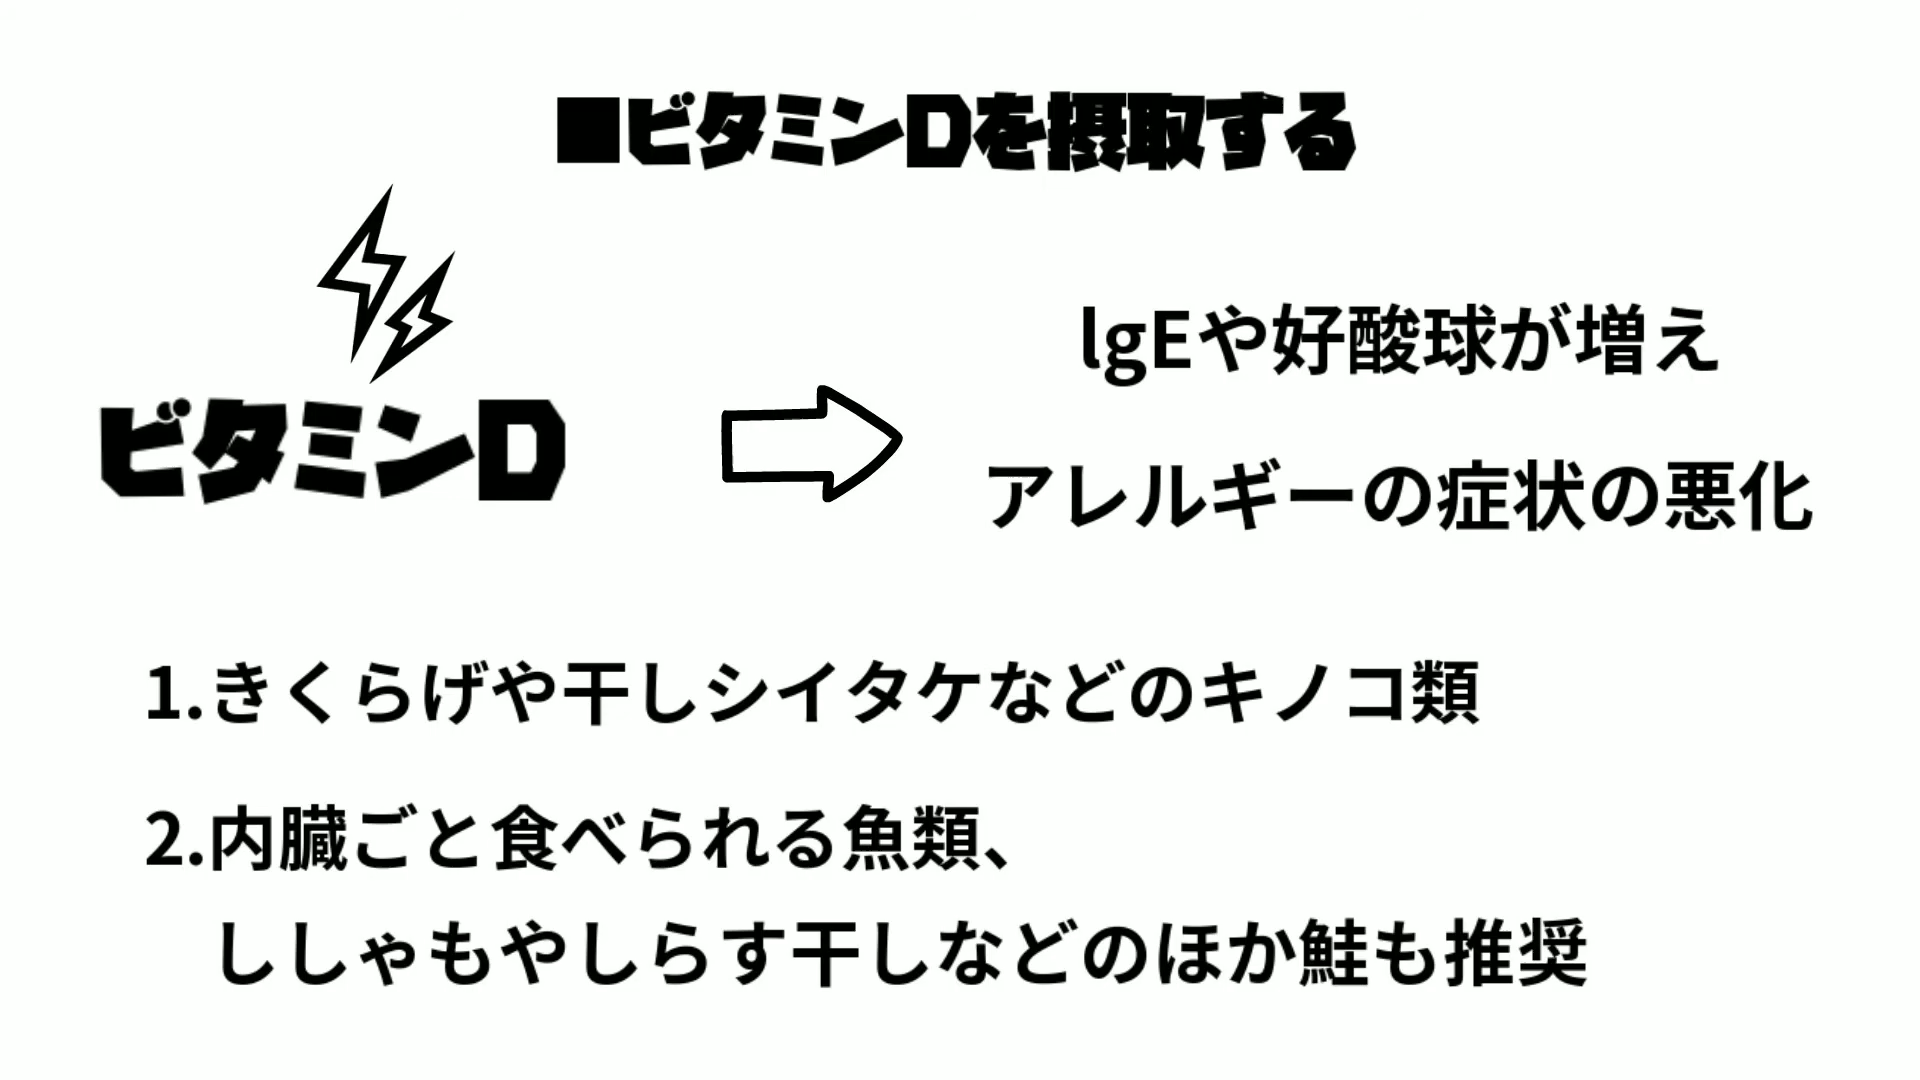 ■ビタミンDを摂取する
lgEや好酸球が増え
ビタミンD
アレルギーの症状の悪化
1.きくらげや干しシイタケなどのキノコ類
2.内臓ごと食べられる魚類、
ししゃもやしらす干しなどのほか鮭も推奨